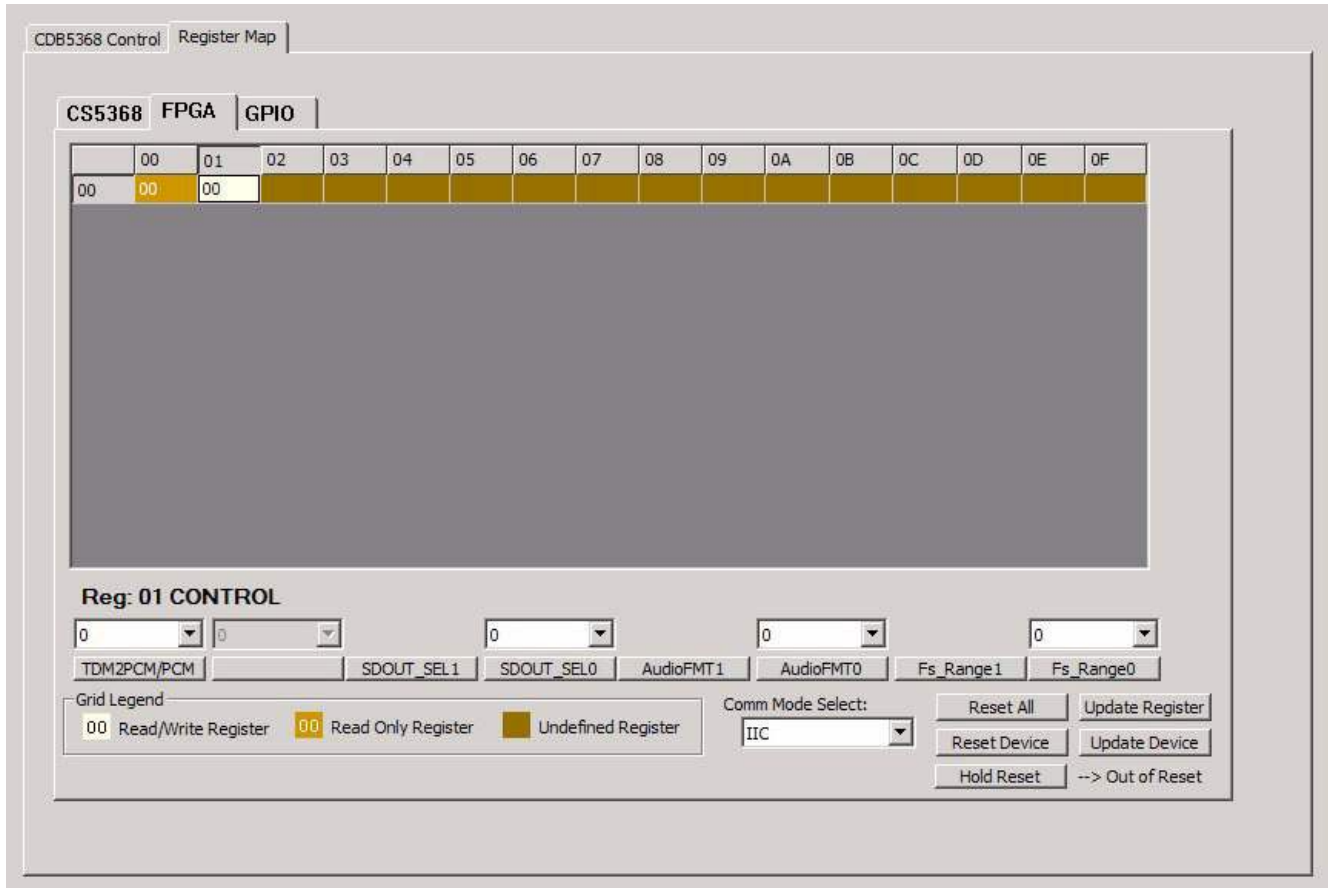 CDB5368 Control Register Map
CS5368 FPGA GPIO
00 01 02 03 04 05 06 07 08 09 0A 0B 0C 0D 0E 0F
00 00 00
Reg: 01 CONTROL
0 0 0 0 0
TDM2PCM/PCM SDOUT_SEL1 SDOUT_SEL0 AudioFMT1 AudioFMT0 Fs_Range1 Fs_Range0
Grid Legend
00 Read/Write Register 00 Read Only Register Undefined Register
Comm Mode Select:
IIC
Reset All Update Register
Reset Device Update Device
Hold Reset --> Out of Reset